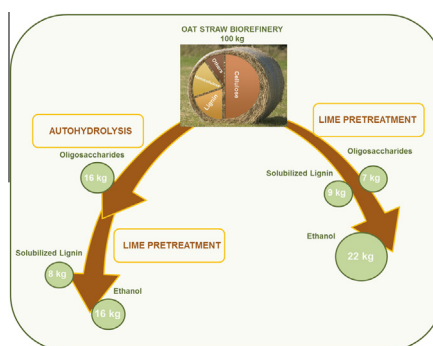 OAT STRAW BIOREFINERY
100 kg
Others
Cellulose
Lignin
AUTOHYDROLYSIS
Oligosaccharides
16 kg
LIME PRETREATMENT
Solubilized Lignin
8 kg
Ethanol
16 kg
LIME PRETREATMENT
Oligosaccharides
7 kg
Solubilized Lignin
9 kg
Ethanol
22 kg